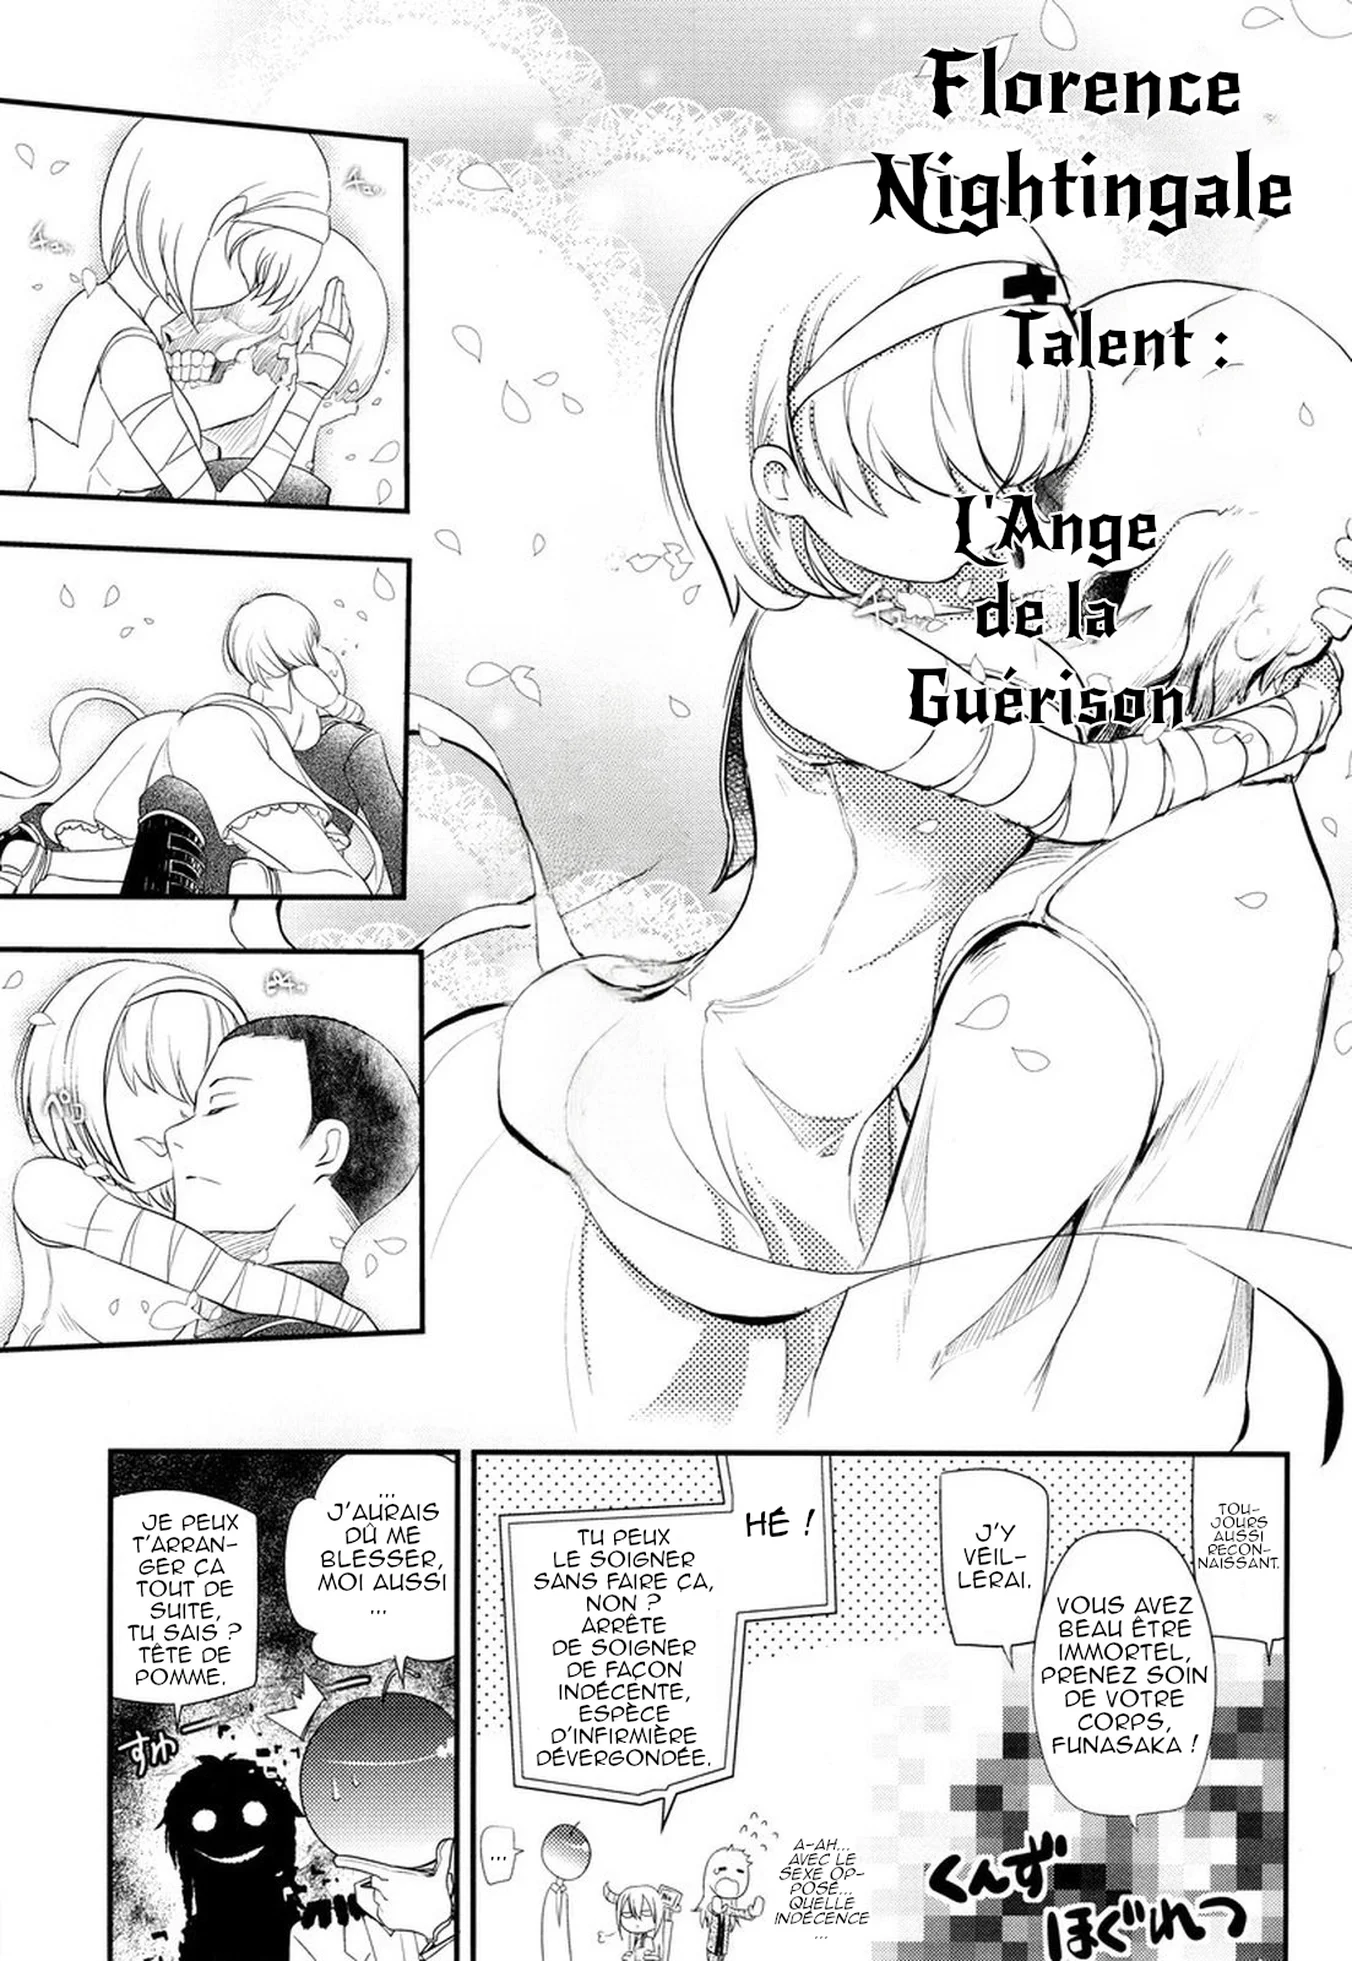 Florence
Nightingale
Talent :
L'Ange
de la
Guérison
TOU-
JOURS
AUSSI
RECON-
NAISSANT.
VOUS AVEZ
BEAU ÊTRE
IMMORTEL,
PRENEZ SOIN
DE VOTRE
CORPS,
FUNASAKA !
J'Y
VEIL-
LERAI.
くんず
ほぐれつ
HÉ !
TU PEUX
LE SOIGNER
SANS FAIRE ÇA,
NON ?
ARRÊTE
DE SOIGNER
DE FAÇON
INDÉCENTE,
ESPÈCE
D'INFIRMIÈRE
DÉVERGONDÉE.
A-AH...
AVEC LE
SEXE OP-
POSÉ...
QUELLE
INDÉCENCE
...
...
...
J'AURAIS
DÛ ME
BLESSER,
MOI AUSSI
...
JE PEUX
T'ARRAN-
GER ÇA
TOUT DE
SUITE,
TU SAIS ?
TÊTE DE
POMME.
すゅ